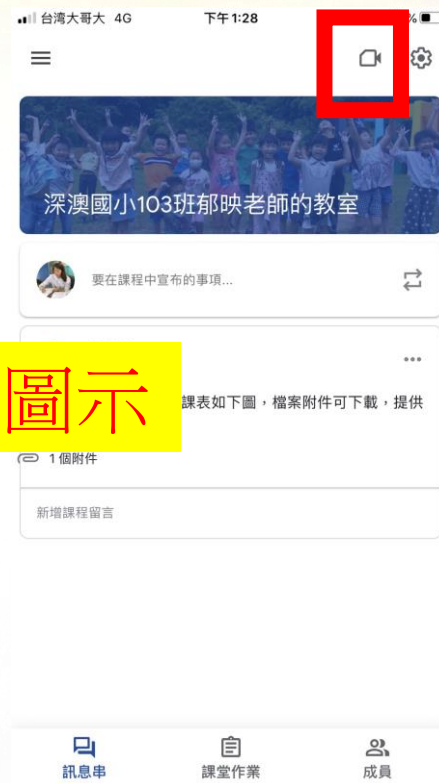 台湾大哥大 4G 下午1:28 %
深澳國小103班郁映老師的教室
要在課程中宣布的事項...
圖示
課表如下圖，檔案附件可下載，提供
1 個附件
新增課程留言
訊息串 課堂作業 成員